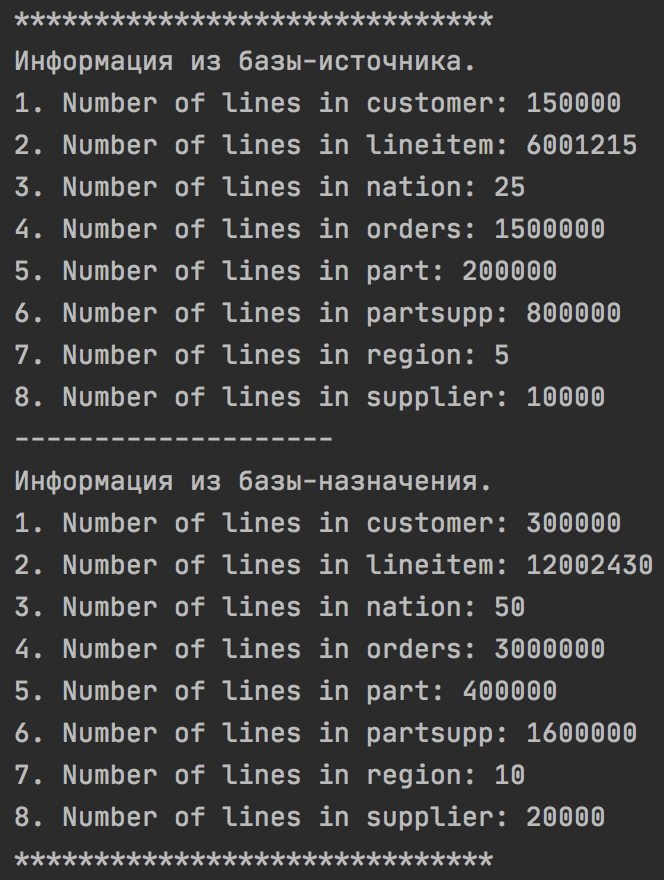 ******************************
Информация из базы-источника.
1. Number of lines in customer: 150000
2. Number of lines in lineitem: 6001215
3. Number of lines in nation: 25
4. Number of lines in orders: 1500000
5. Number of lines in part: 200000
6. Number of lines in partsupp: 800000
7. Number of lines in region: 5
8. Number of lines in supplier: 10000
--------------------
Информация из базы-назначения.
1. Number of lines in customer: 300000
2. Number of lines in lineitem: 12002430
3. Number of lines in nation: 50
4. Number of lines in orders: 3000000
5. Number of lines in part: 400000
6. Number of lines in partsupp: 1600000
7. Number of lines in region: 10
8. Number of lines in supplier: 20000
******************************